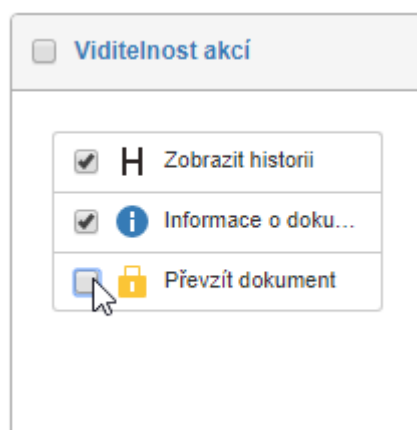 Viditelnost akcí
H Zobrazit historii
i Informace o doku...
Převzít dokument